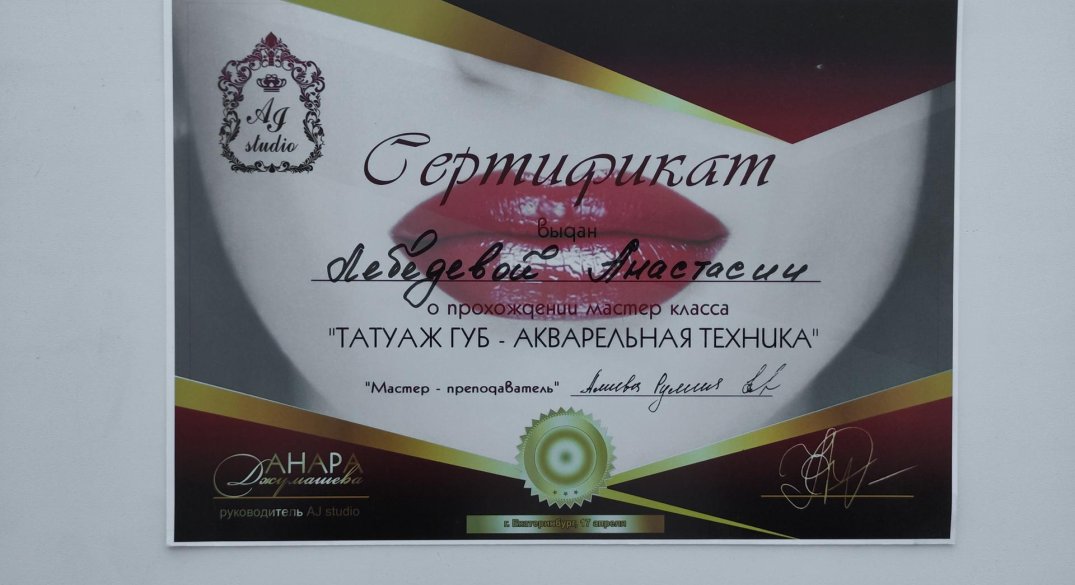 AJ
studio
Сертификат
выдан
Лебедевой Анастасии
о прохождении мастер класса
"ТАТУАЖ ГУБ - АКВАРЕЛЬНАЯ ТЕХНИКА"
"Мастер - преподаватель"
АНАРА
Джумашева
руководитель AJ studio
г. Екатеринбург, 17 апреля